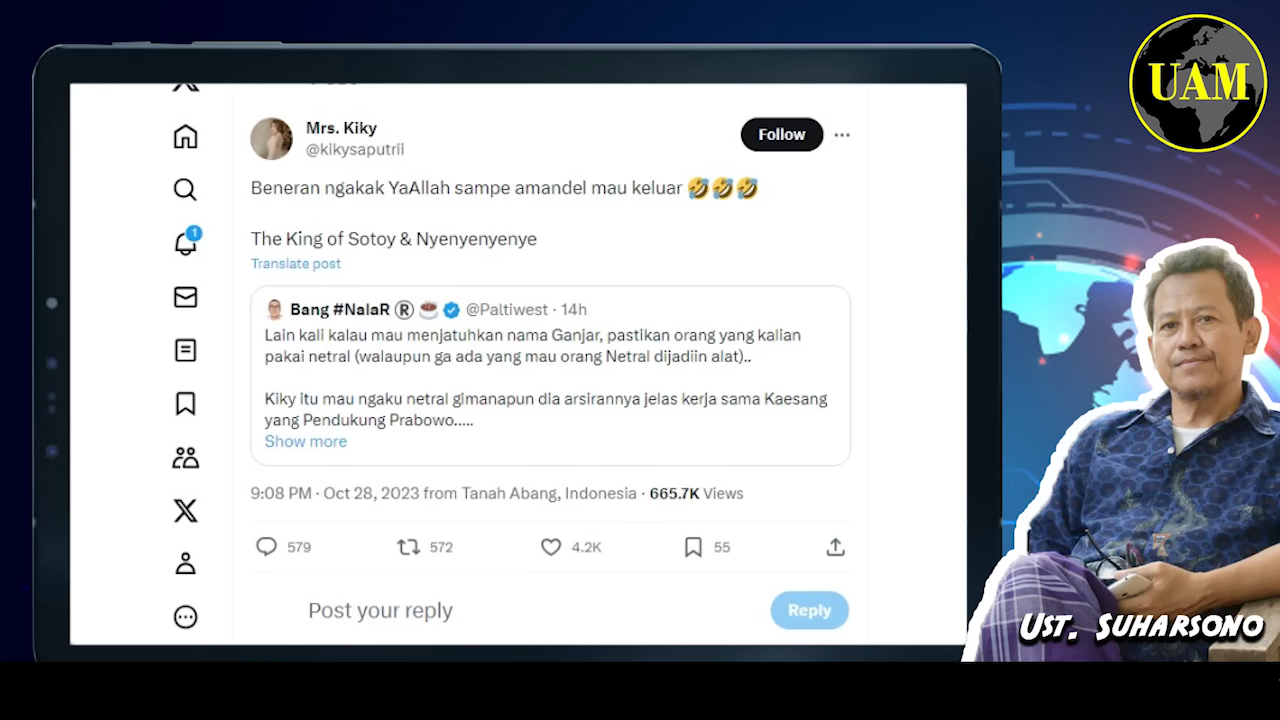 UAM
Mrs. Kiky
@kikysaputrii
Follow
Beneran ngakak YaAllah sampe amandel mau keluar 🤣🤣🤣
The King of Sotoy & Nyenyenyenye
Translate post
Bang #NalaR Ⓡ ☕ @Paltiwest · 14h
Lain kali kalau mau menjatuhkan nama Ganjar, pastikan orang yang kalian
pakai netral (walaupun ga ada yang mau orang Netral dijadiin alat)..
Kiky itu mau ngaku netral gimanapun dia arsirannya jelas kerja sama Kaesang
yang Pendukung Prabowo.....
Show more
9:08 PM · Oct 28, 2023 from Tanah Abang, Indonesia · 665.7K Views
579 572 4.2K 55
Post your reply
Reply
1
UST. SUHARSONO